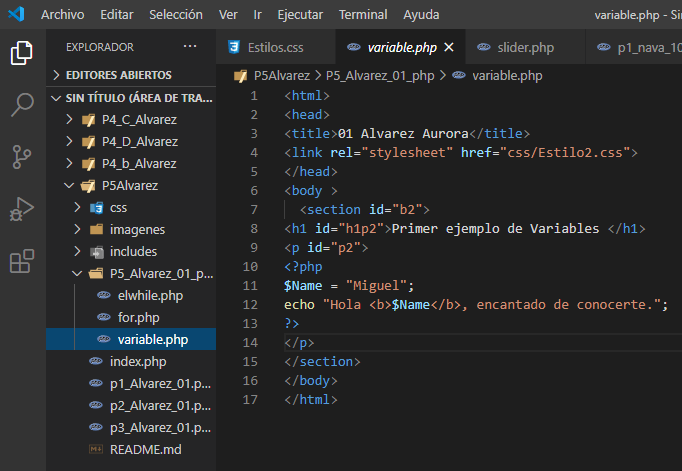 Archivo Editar Selección Ver Ir Ejecutar Terminal Ayuda variable.php - Si
EXPLORADOR ···
EDITORES ABIERTOS
SIN TÍTULO (ÁREA DE TRA...
P4_C_Alvarez
P4_D_Alvarez
P4_b_Alvarez
P5Alvarez
css
imagenes
includes
P5_Alvarez_01_p...
elwhile.php
for.php
variable.php
index.php
p1_Alvarez_01.p...
p2_Alvarez_01.p...
p3_Alvarez_01.p...
README.md
Estilos.css variable.php slider.php p1_nava_10
P5Alvarez > P5_Alvarez_01_php > variable.php
1 <html>
2 <head>
3 <title>01 Alvarez Aurora</title>
4 <link rel="stylesheet" href="css/Estilo2.css">
5 </head>
6 <body >
7 <section id="b2">
8 <h1 id="h1p2">Primer ejemplo de Variables </h1>
9 <p id="p2">
10 <?php
11 $Name = "Miguel";
12 echo "Hola <b>$Name</b>, encantado de conocerte.";
13 ?>
14 </p>
15 </section>
16 </body>
17 </html>